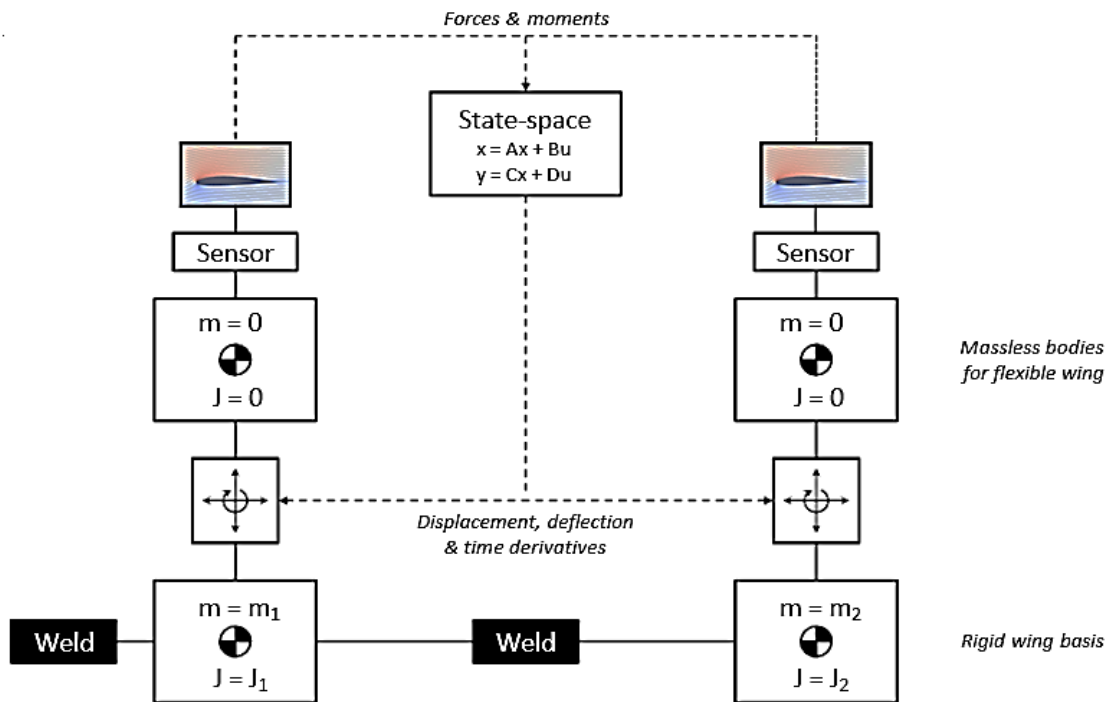 Forces & moments
State-space
x = Ax + Bu
y = Cx + Du
Sensor
Sensor
m = 0
J = 0
m = 0
J = 0
Massless bodies
for flexible wing
Displacement, deflection
& time derivatives
Weld
m = m₁
J = J₁
Weld
m = m₂
J = J₂
Rigid wing basis